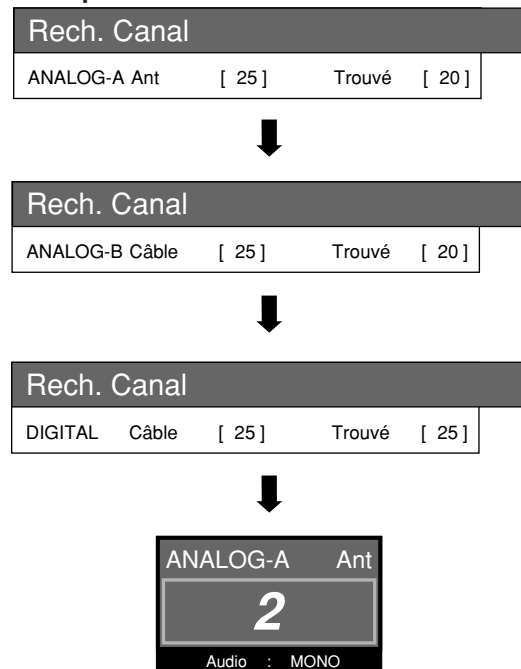 Rech. Canal
ANALOG-A Ant [ 25 ] Trouvé [ 20 ]
Rech. Canal
ANALOG-B Câble [ 25 ] Trouvé [ 20 ]
Rech. Canal
DIGITAL Câble [ 25 ] Trouvé [ 25 ]
ANALOG-A Ant
2
Audio : MONO